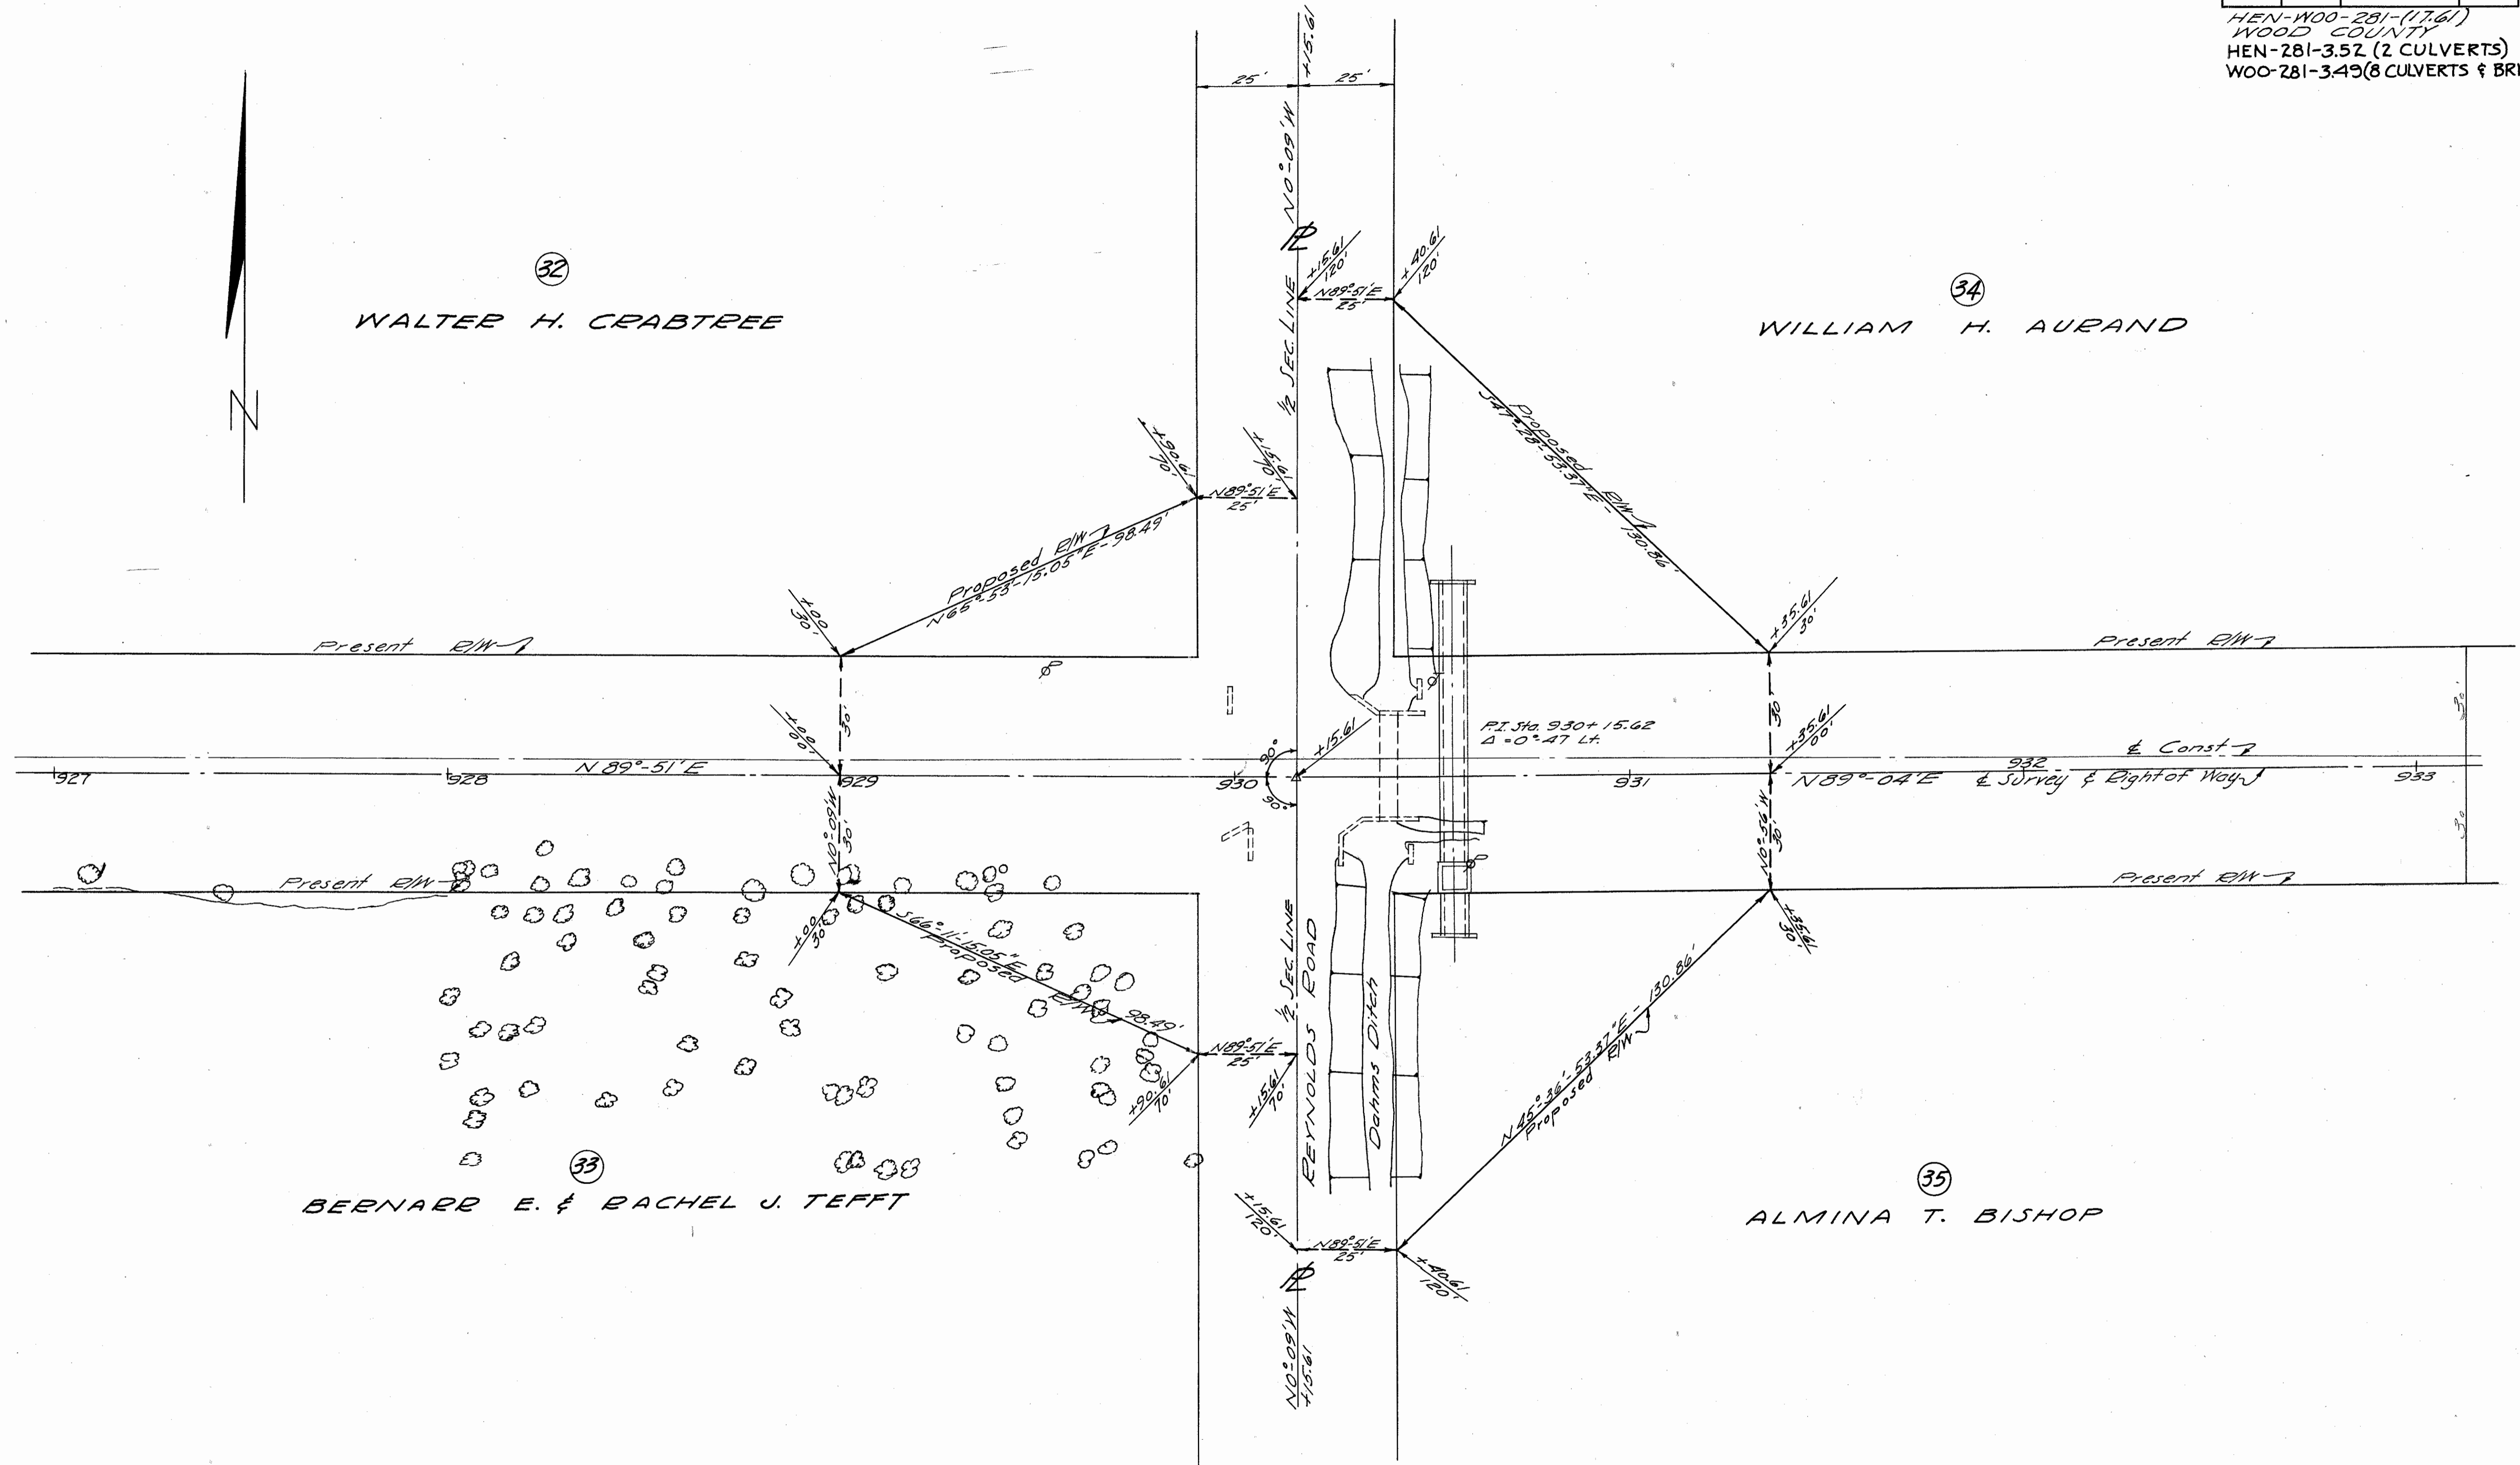 HEN-WOO-281-(17.61)
WOOD COUNTY
HEN-281-3.52 (2 CULVERTS)
WOO-281-3.49(8 CULVERTS & BRI
+15.61
25'
25'
N0°-09'W
PL
1/2 SEC. LINE
+15.61
120'
+40.61
120'
N89°-51'E
25'
32
WALTER H. CRABTREE
34
WILLIAM H. AURAND
N
+90.61
70'
+15.61
70'
N89°-51'E
25'
Proposed R/W
N65°-53'-15.05"E-98.49'
Proposed R/W
S47°-28'-53.37"E - 130.86'
+00
30'
+35.61
30'
Present R/W
Present R/W
30'
30'
30'
+00
00'
+15.61
+35.61
00'
P.I. Sta. 930+15.62
Δ = 0°-47' Lt.
90°
90°
℄ Const
927
928
N 89°-51'E
929
930
931
N89°-04'E
932
℄ Survey & Right of Way
933
N0°-09'W
30'
N0°-56'W
30'
30'
Present R/W
Present R/W
+00
30'
+35.61
30'
S66°-11'-15.05"E
Proposed R/W
98.49'
1/2 SEC. LINE
REYNOLDS ROAD
Dahms Ditch
N89°-51'E
25'
+90.61
70'
+15.61
70'
N45°-36'-53.37"E - 130.86'
Proposed R/W
33
BERNARR E. & RACHEL J. TEFFT
35
ALMINA T. BISHOP
+15.61
120'
N89°-51'E
25'
+40.61
120'
PL
N0°-09'W
+15.61